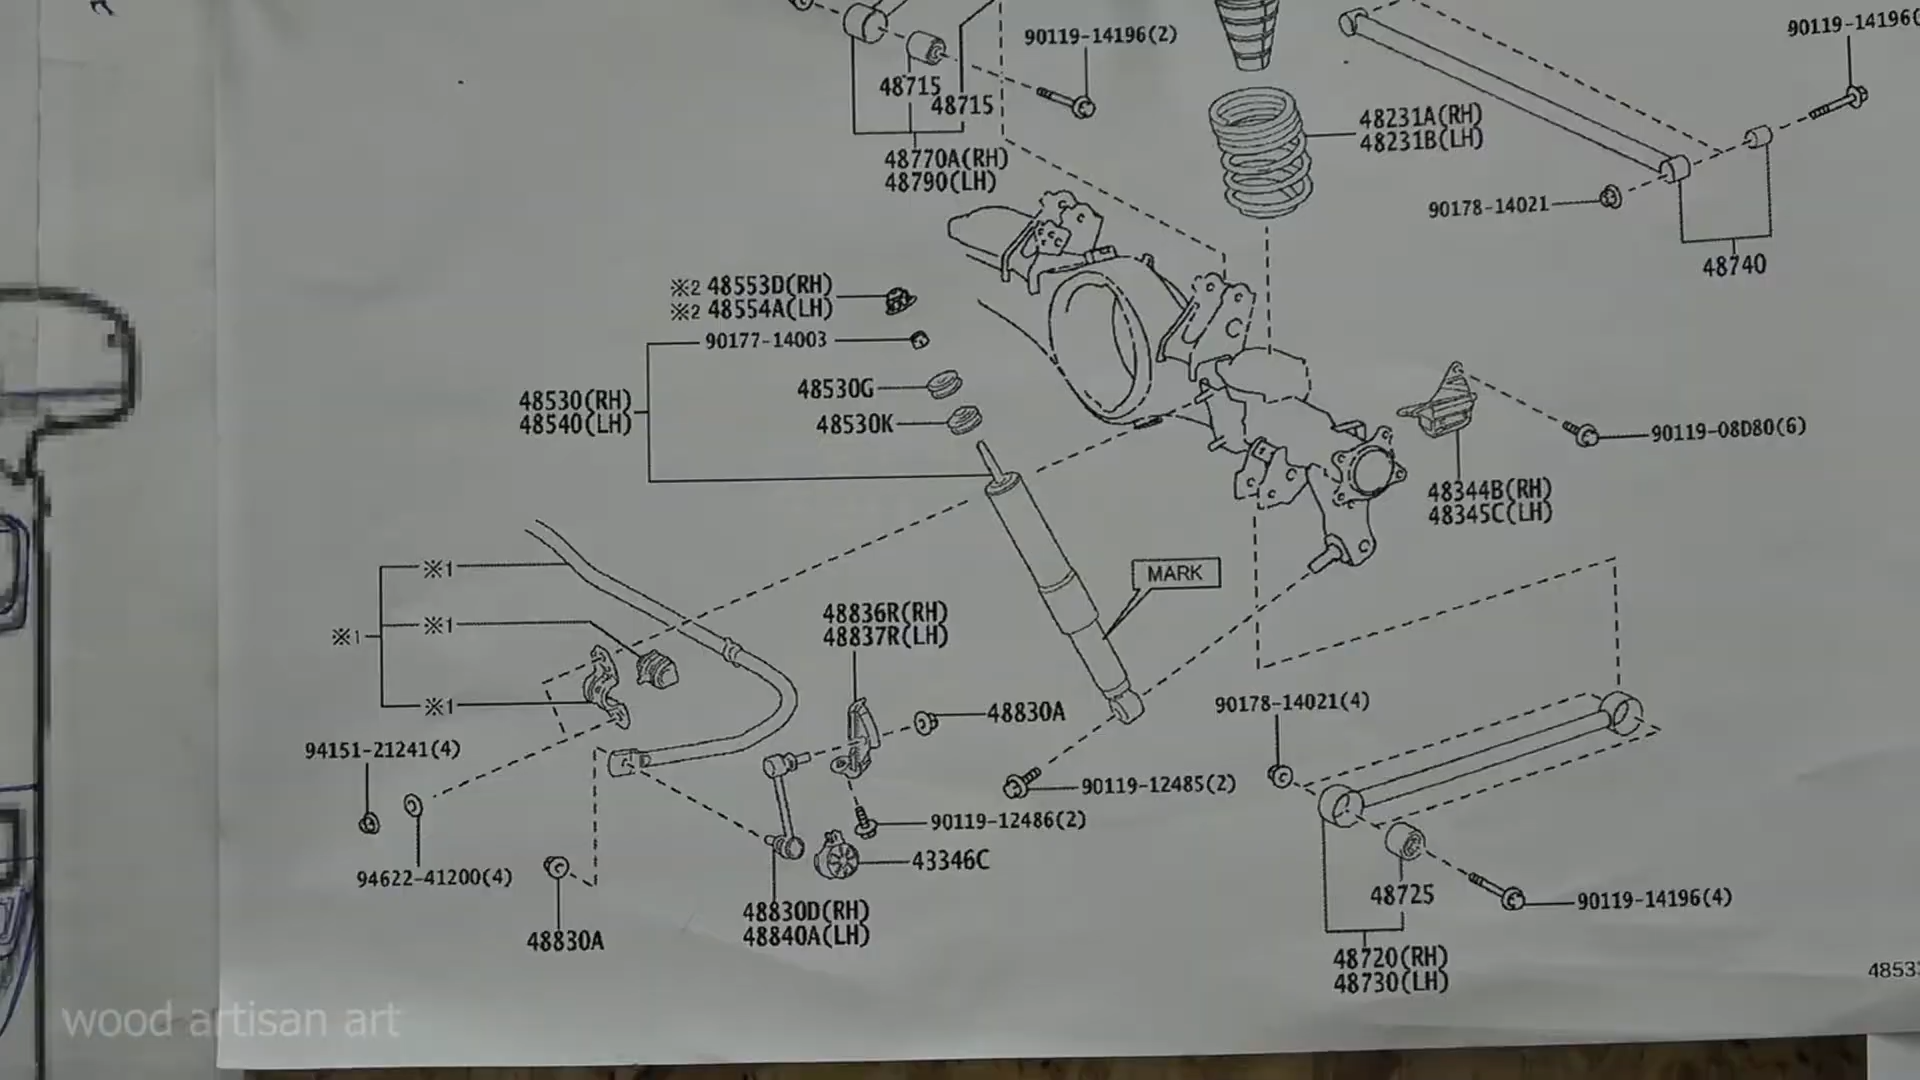 90119-14196(2)
90119-14196(
48715
48715
48231A(RH)
48231B(LH)
48770A(RH)
48790(LH)
90178-14021
48740
※2 48553D(RH)
※2 48554A(LH)
90177-14003
48530G
48530(RH)
48540(LH)
48530K
90119-08D80(6)
48344B(RH)
48345C(LH)
※1
MARK
※1
※1
48836R(RH)
48837R(LH)
※1
90178-14021(4)
48830A
94151-21241(4)
90119-12485(2)
90119-12486(2)
43346C
94622-41200(4)
48725
90119-14196(4)
48830D(RH)
48840A(LH)
48830A
48720(RH)
48730(LH)
4853
wood artisan art